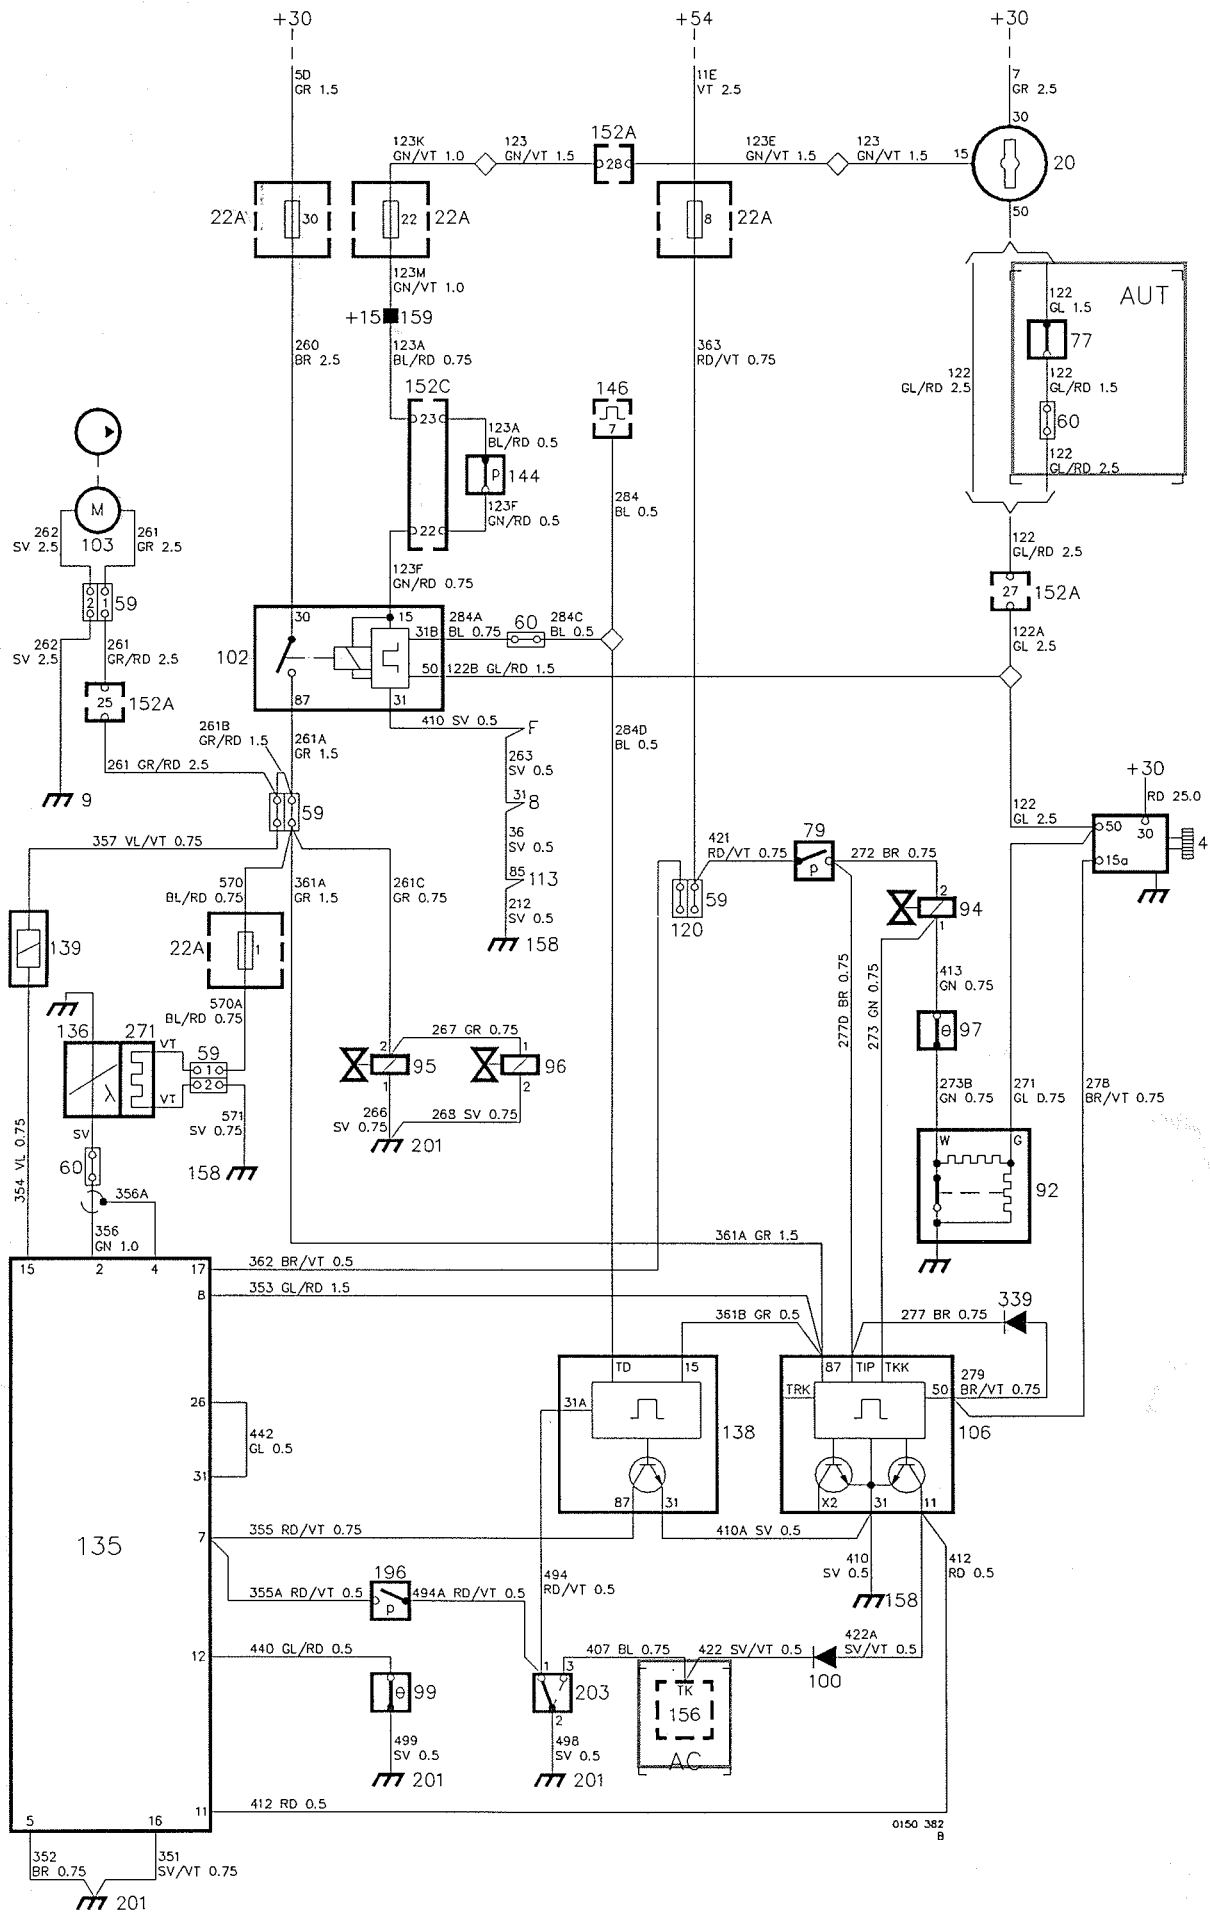 +30
+54
+30
5D
GR 1.5
11E
VT 2.5
7
GR 2.5
123K
GN/VT 1.0
123
GN/VT 1.5
152A
28
123E
GN/VT 1.5
123
GN/VT 1.5
30
15
20
50
22A
30
22
22A
8
22A
123M
GN/VT 1.0
122
GL 1.5
AUT
+15
159
77
260
BR 2.5
123A
BL/RD 0.75
363
RD/VT 0.75
122
GL/RD 2.5
122
GL/RD 1.5
152C
146
7
23
123A
BL/RD 0.5
60
P
144
122
GL/RD 2.5
123F
GN/RD 0.5
284
BL 0.5
M
103
262
SV 2.5
261
GR 2.5
22
122
GL/RD 2.5
123F
GN/RD 0.75
27
152A
2
1
59
30
15
284A
BL 0.75
60
284C
BL 0.5
122A
GL 2.5
262
SV 2.5
261
GR/RD 2.5
31B
102
50
122B GL/RD 1.5
25
152A
87
31
410 SV 0.5
F
261B
GR/RD 1.5
261A
GR 1.5
284D
BL 0.5
263
SV 0.5
261 GR/RD 2.5
+30
RD 25.0
9
59
31
8
122
GL 2.5
50
30
4
15a
357 VL/VT 0.75
36
SV 0.5
421
RD/VT 0.75
79
p
272 BR 0.75
570
BL/RD 0.75
361A
GR 1.5
261C
GR 0.75
85
113
59
120
2
94
1
212
SV 0.5
158
139
22A
1
277D BR 0.75
273 GN 0.75
413
GN 0.75
570A
BL/RD 0.75
136
271
VT
59
1
2
VT
λ
267 GR 0.75
2
95
1
1
96
2
θ
97
273B
GN 0.75
271
GL 0.75
278
BR/VT 0.75
266
SV 0.75
268 SV 0.75
201
571
SV 0.75
158
SV
60
354 VL 0.75
356A
356
GN 1.0
W
G
92
361A GR 1.5
15
2
4
17
362 BR/VT 0.5
8
353 GL/RD 1.5
361B GR 0.5
277 BR 0.75
339
TD
15
87
TIP
TKK
31A
TRK
50
279
BR/VT 0.75
138
106
26
442
GL 0.5
31
87
31
X2
31
11
135
7
355 RD/VT 0.75
410A SV 0.5
410
SV 0.5
412
RD 0.5
158
196
355A RD/VT 0.5
p
494A RD/VT 0.5
494
RD/VT 0.5
12
440 GL/RD 0.5
407 BL 0.75
422 SV/VT 0.5
422A
SV/VT 0.5
100
θ
99
1
3
203
2
TK
156
AC
499
SV 0.5
201
498
SV 0.5
201
11
412 RD 0.5
5
16
0150 382
B
352
BR 0.75
351
SV/VT 0.75
201